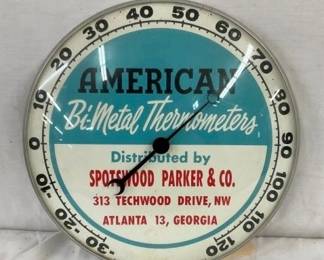 AMERICAN
Bi-Metal Thermometers
Distributed by
SPOTSWOOD PARKER & CO.
313 TECHWOOD DRIVE, NW
ATLANTA 13, GEORGIA
-30
-20
-10
0
10
20
30
40
50
60
70
80
90
100
110
120